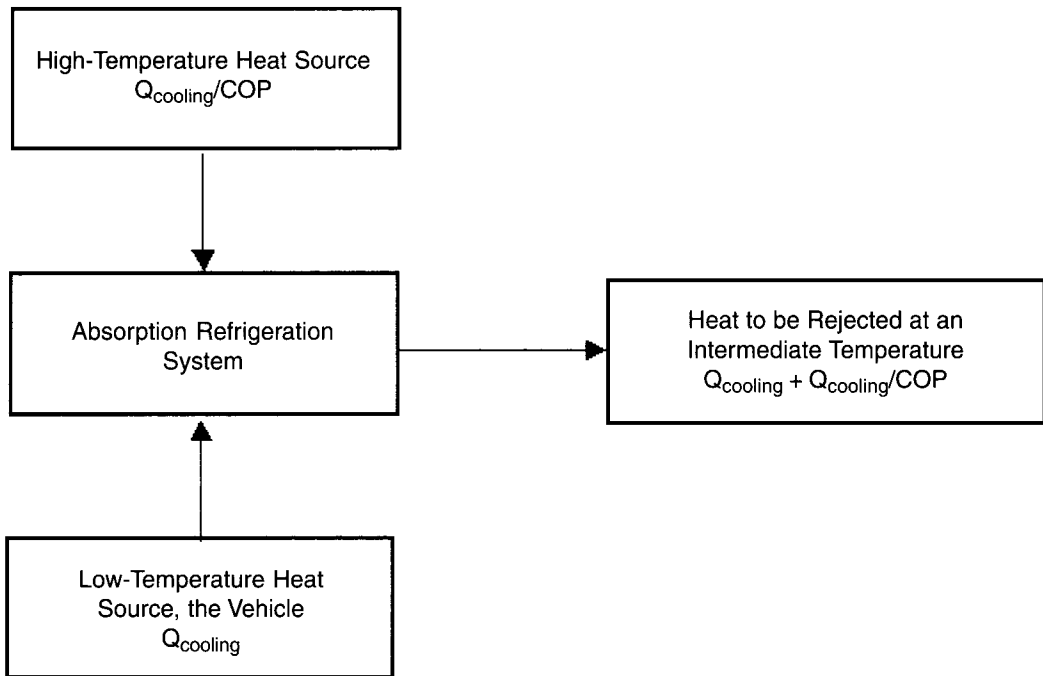 High-Temperature Heat Source
Qcooling/COP
Absorption Refrigeration
System
Heat to be Rejected at an
Intermediate Temperature
Qcooling + Qcooling/COP
Low-Temperature Heat
Source, the Vehicle
Qcooling